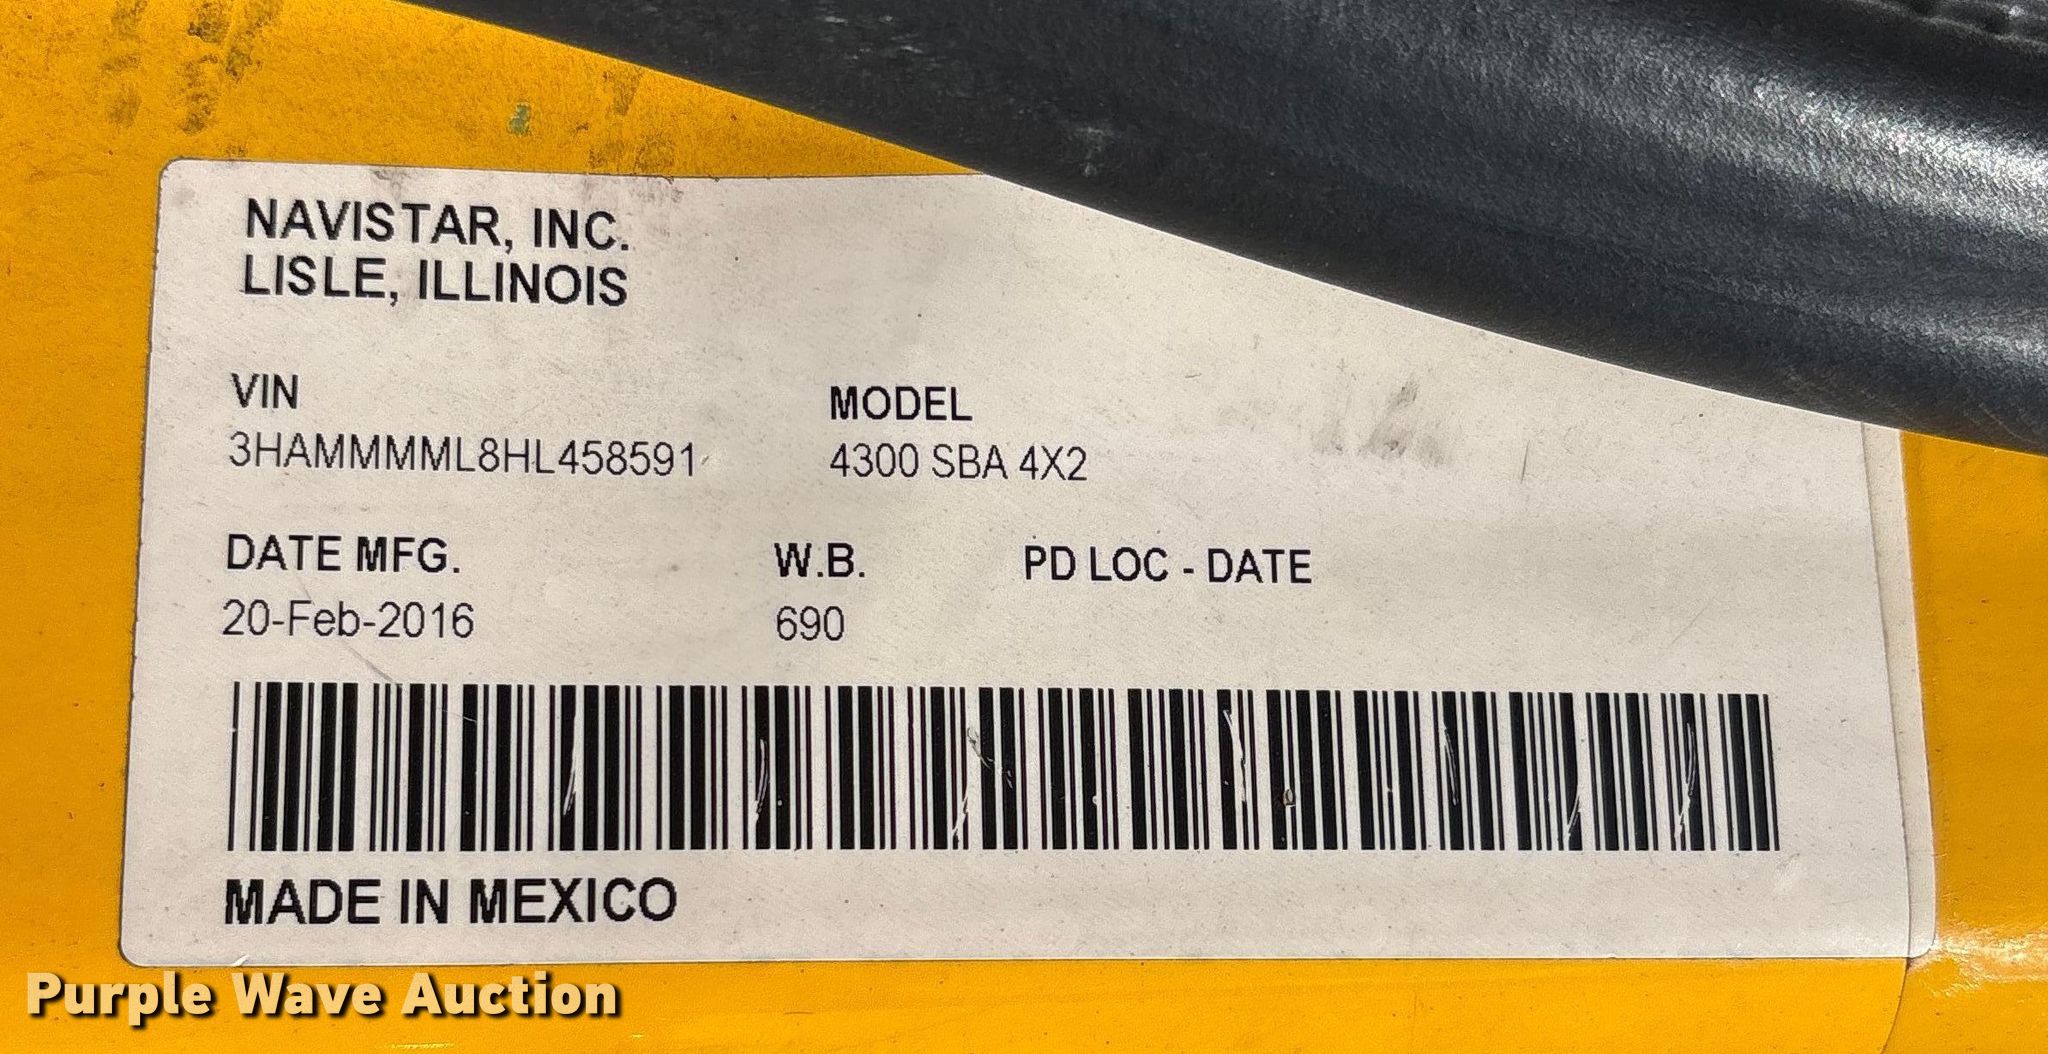 NAVISTAR, INC.
LISLE, ILLINOIS
VIN MODEL
3HAMMMML8HL458591 4300 SBA 4X2
DATE MFG. W.B. PD LOC - DATE
20-Feb-2016 690
MADE IN MEXICO
Purple Wave Auction